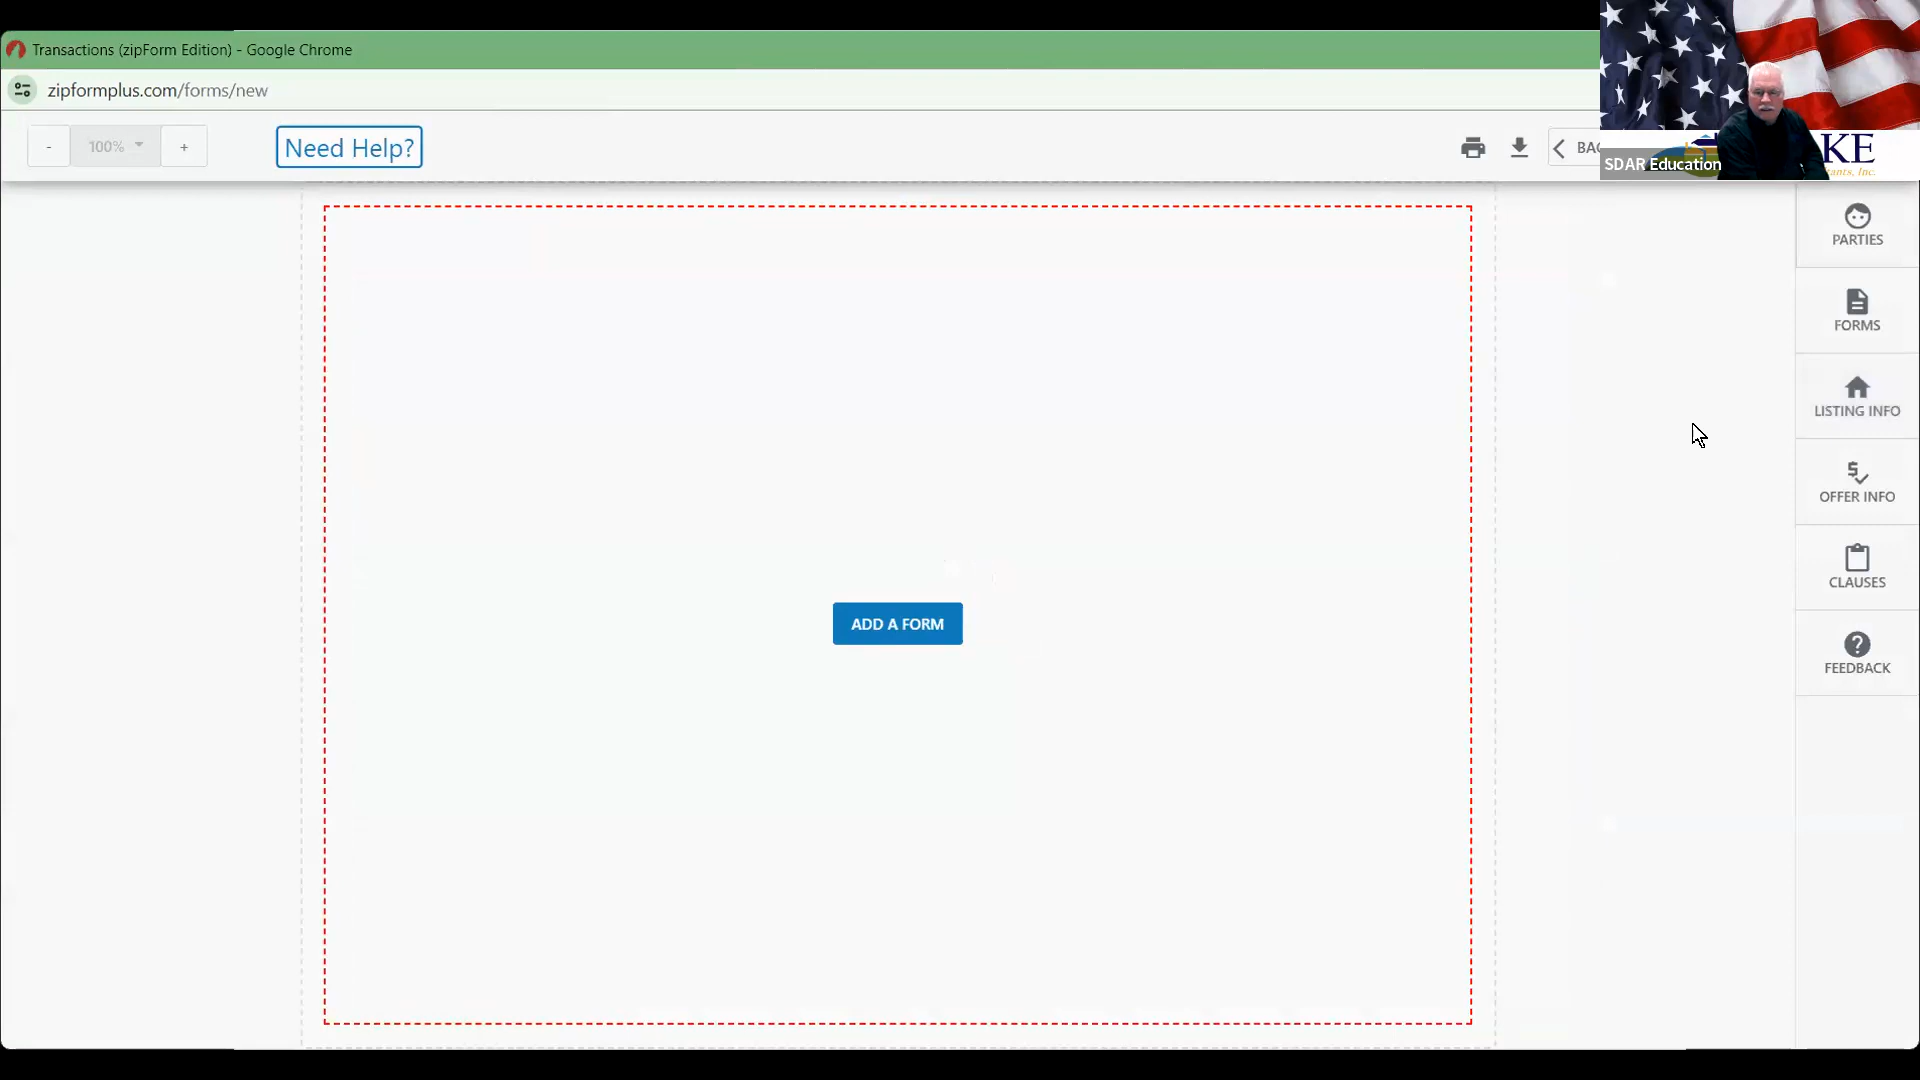 Transactions (zipForm Edition) - Google Chrome
zipformplus.com/forms/new
- 100% +
Need Help?
SDAR Education
KE
PARTIES
FORMS
LISTING INFO
OFFER INFO
CLAUSES
FEEDBACK
ADD A FORM